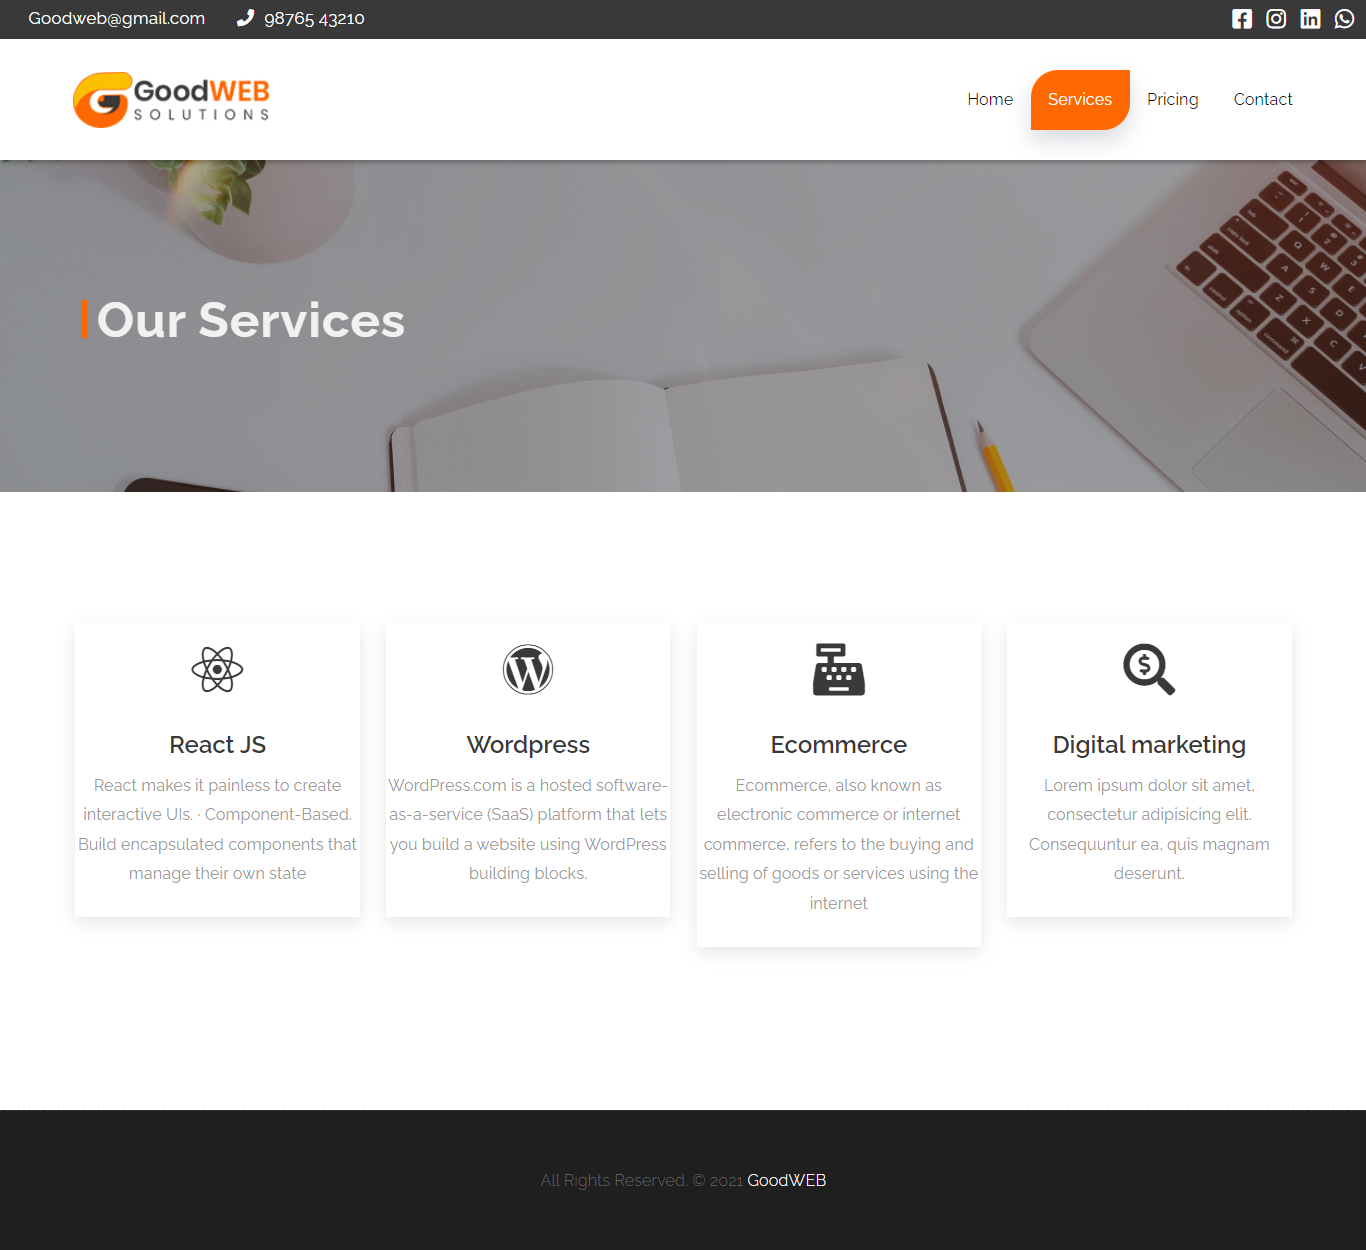 Goodweb@gmail.com 98765 43210
GoodWEB
SOLUTIONS
Home Services Pricing Contact
Our Services
React JS
React makes it painless to create
interactive UIs. · Component-Based.
Build encapsulated components that
manage their own state
Wordpress
WordPress.com is a hosted software-
as-a-service (SaaS) platform that lets
you build a website using WordPress
building blocks.
Ecommerce
Ecommerce, also known as
electronic commerce or internet
commerce, refers to the buying and
selling of goods or services using the
internet
Digital marketing
Lorem ipsum dolor sit amet,
consectetur adipisicing elit.
Consequuntur ea, quis magnam
deserunt.
All Rights Reserved. © 2021 GoodWEB